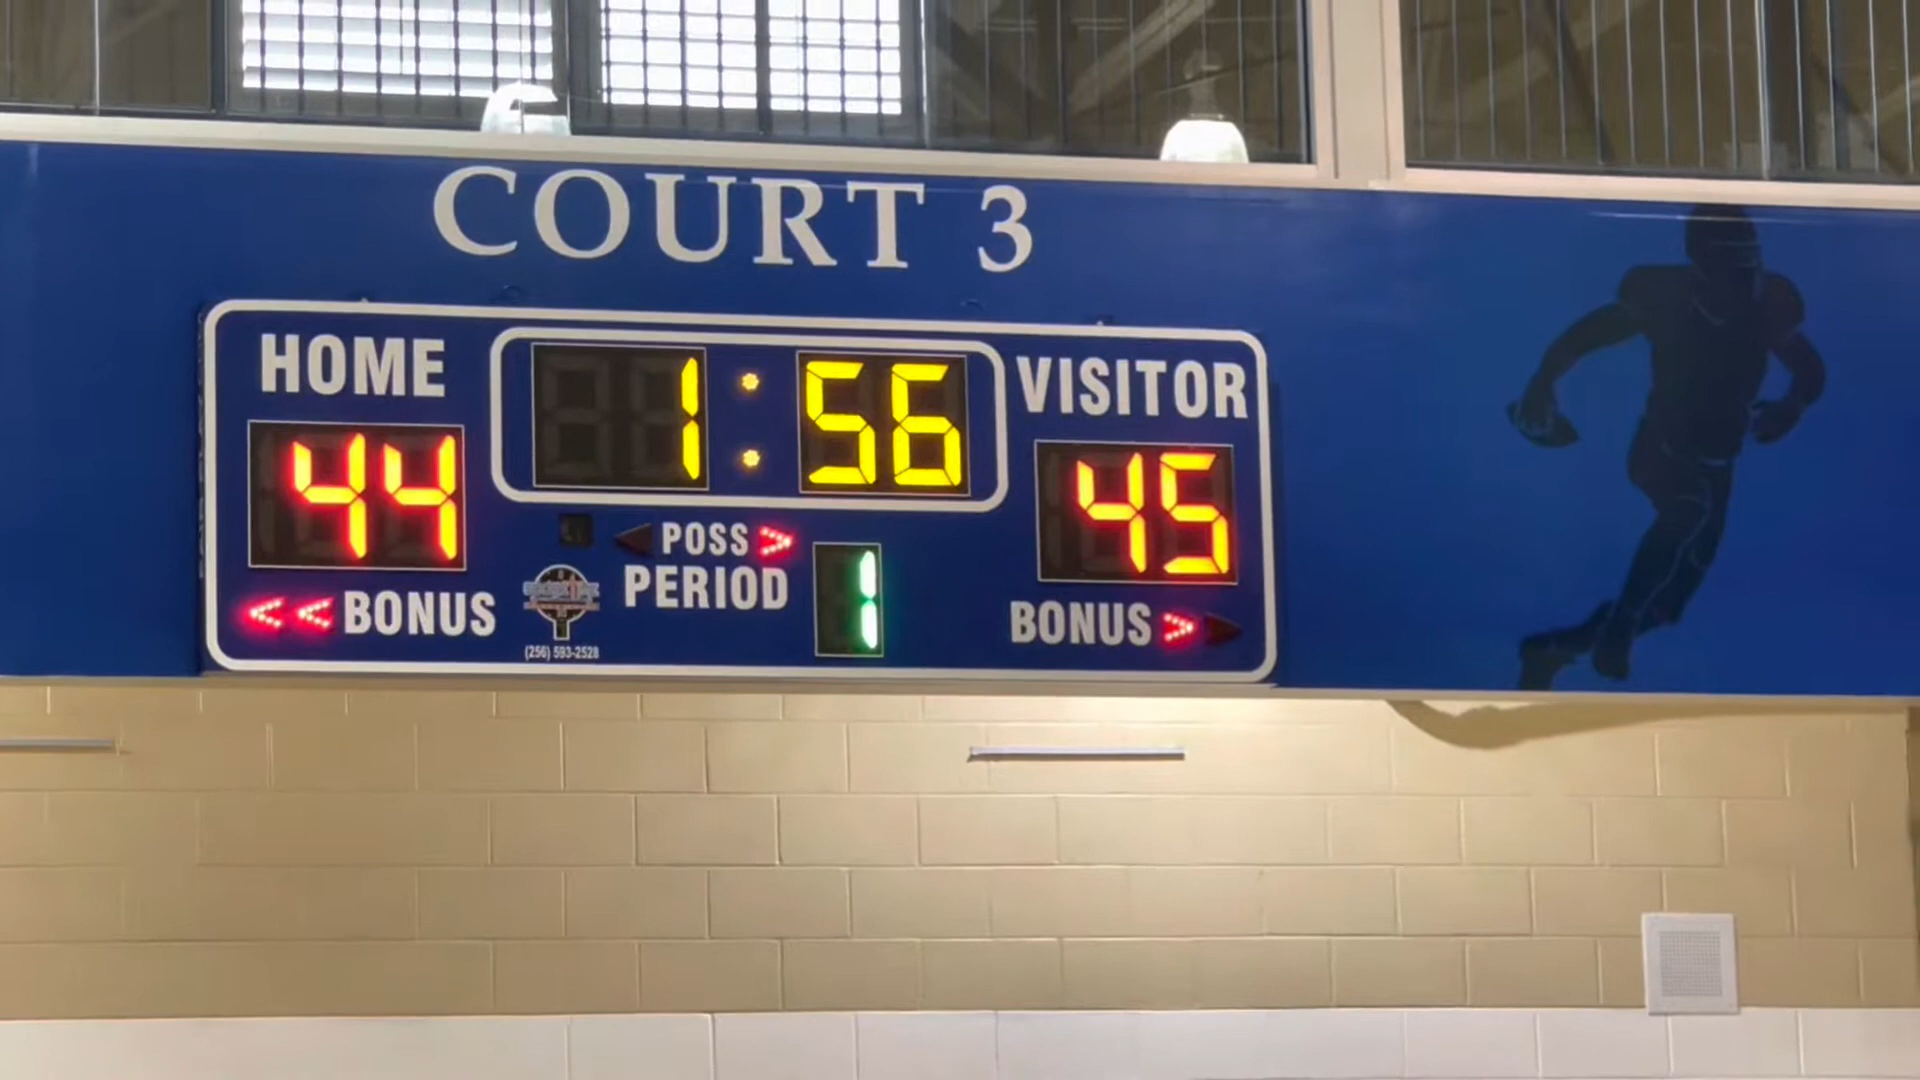 COURT 3
HOME 1:56 VISITOR
44 45
< POSS >
<< BONUS PERIOD 1 BONUS >
(256) 593-2528